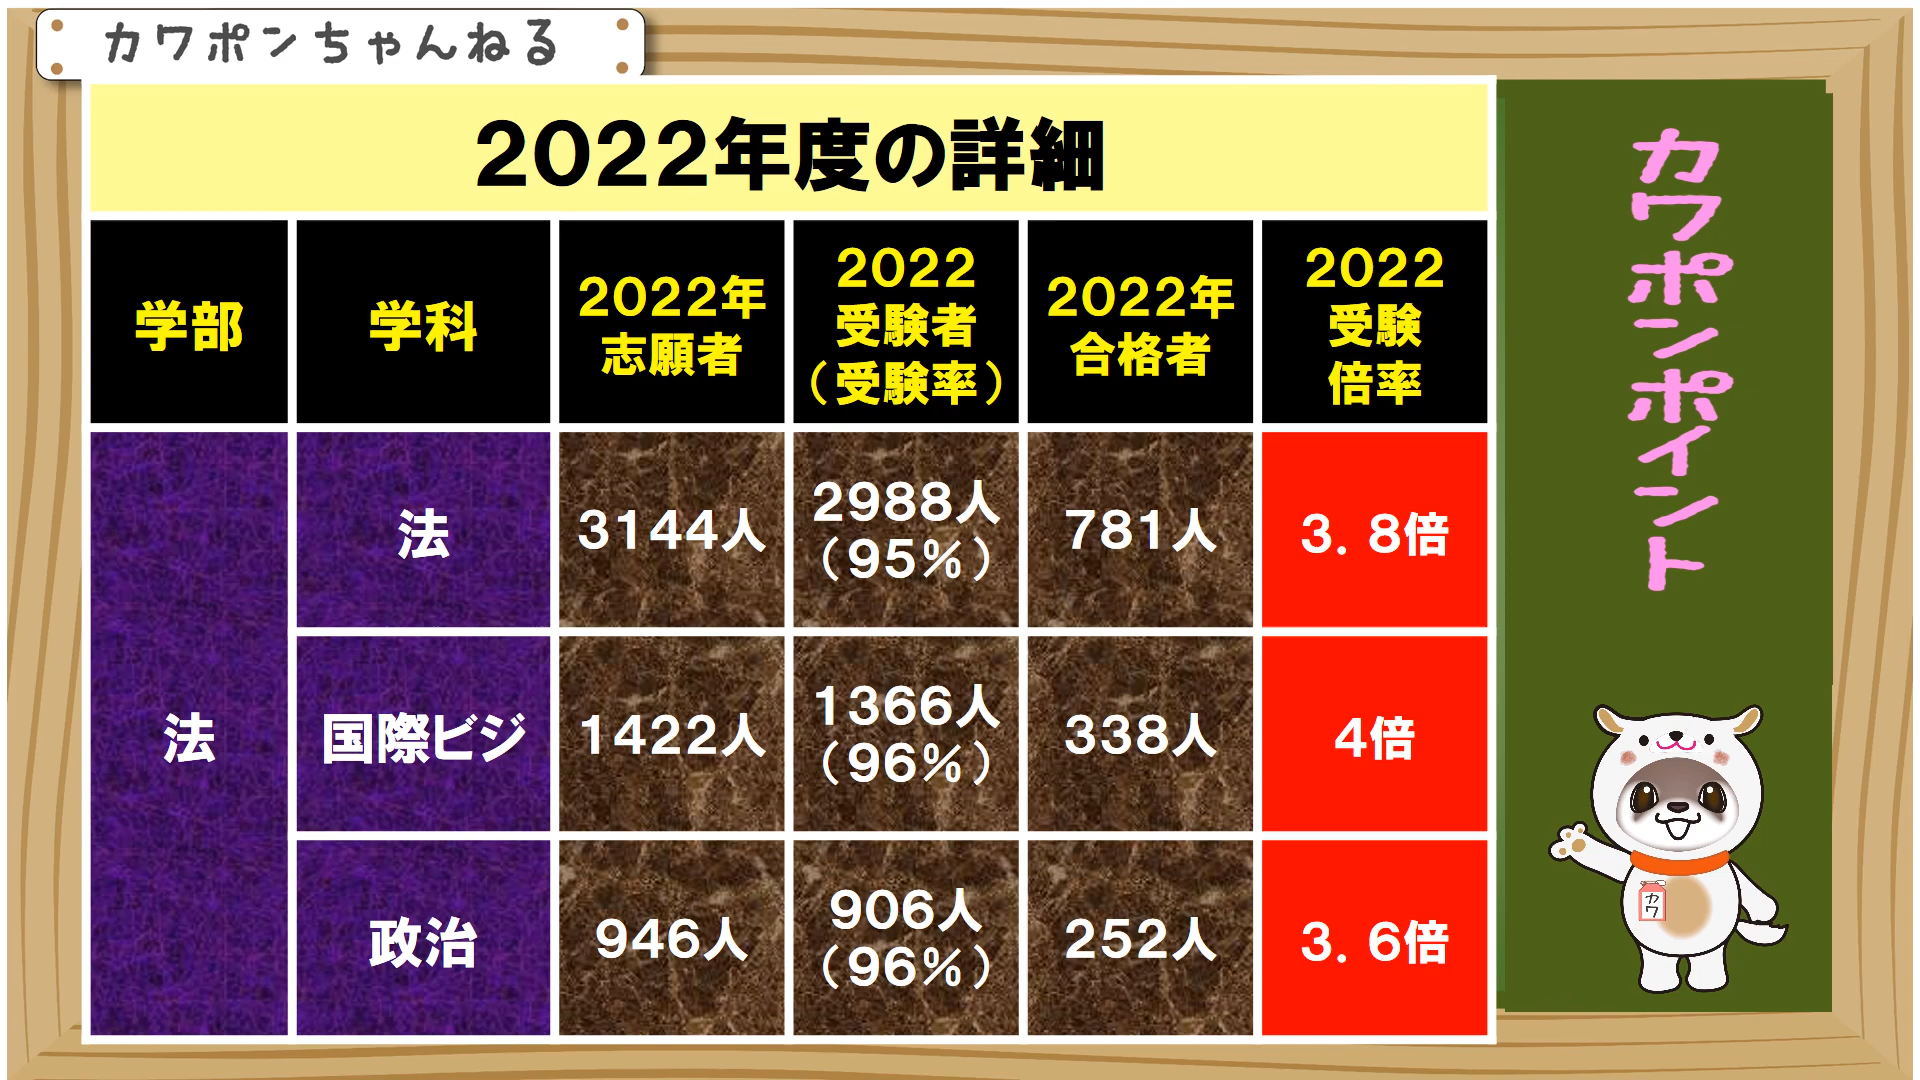 カワポンちゃんねる
2022年度の詳細
学部
学科
2022年
志願者
2022
受験者
(受験率)
2022年
合格者
2022
受験
倍率
法
法
3144人
2988人
(95%)
781人
3.8倍
国際ビジ
1422人
1366人
(96%)
338人
4倍
政治
946人
906人
(96%)
252人
3.6倍
カワポンポイント
カワ